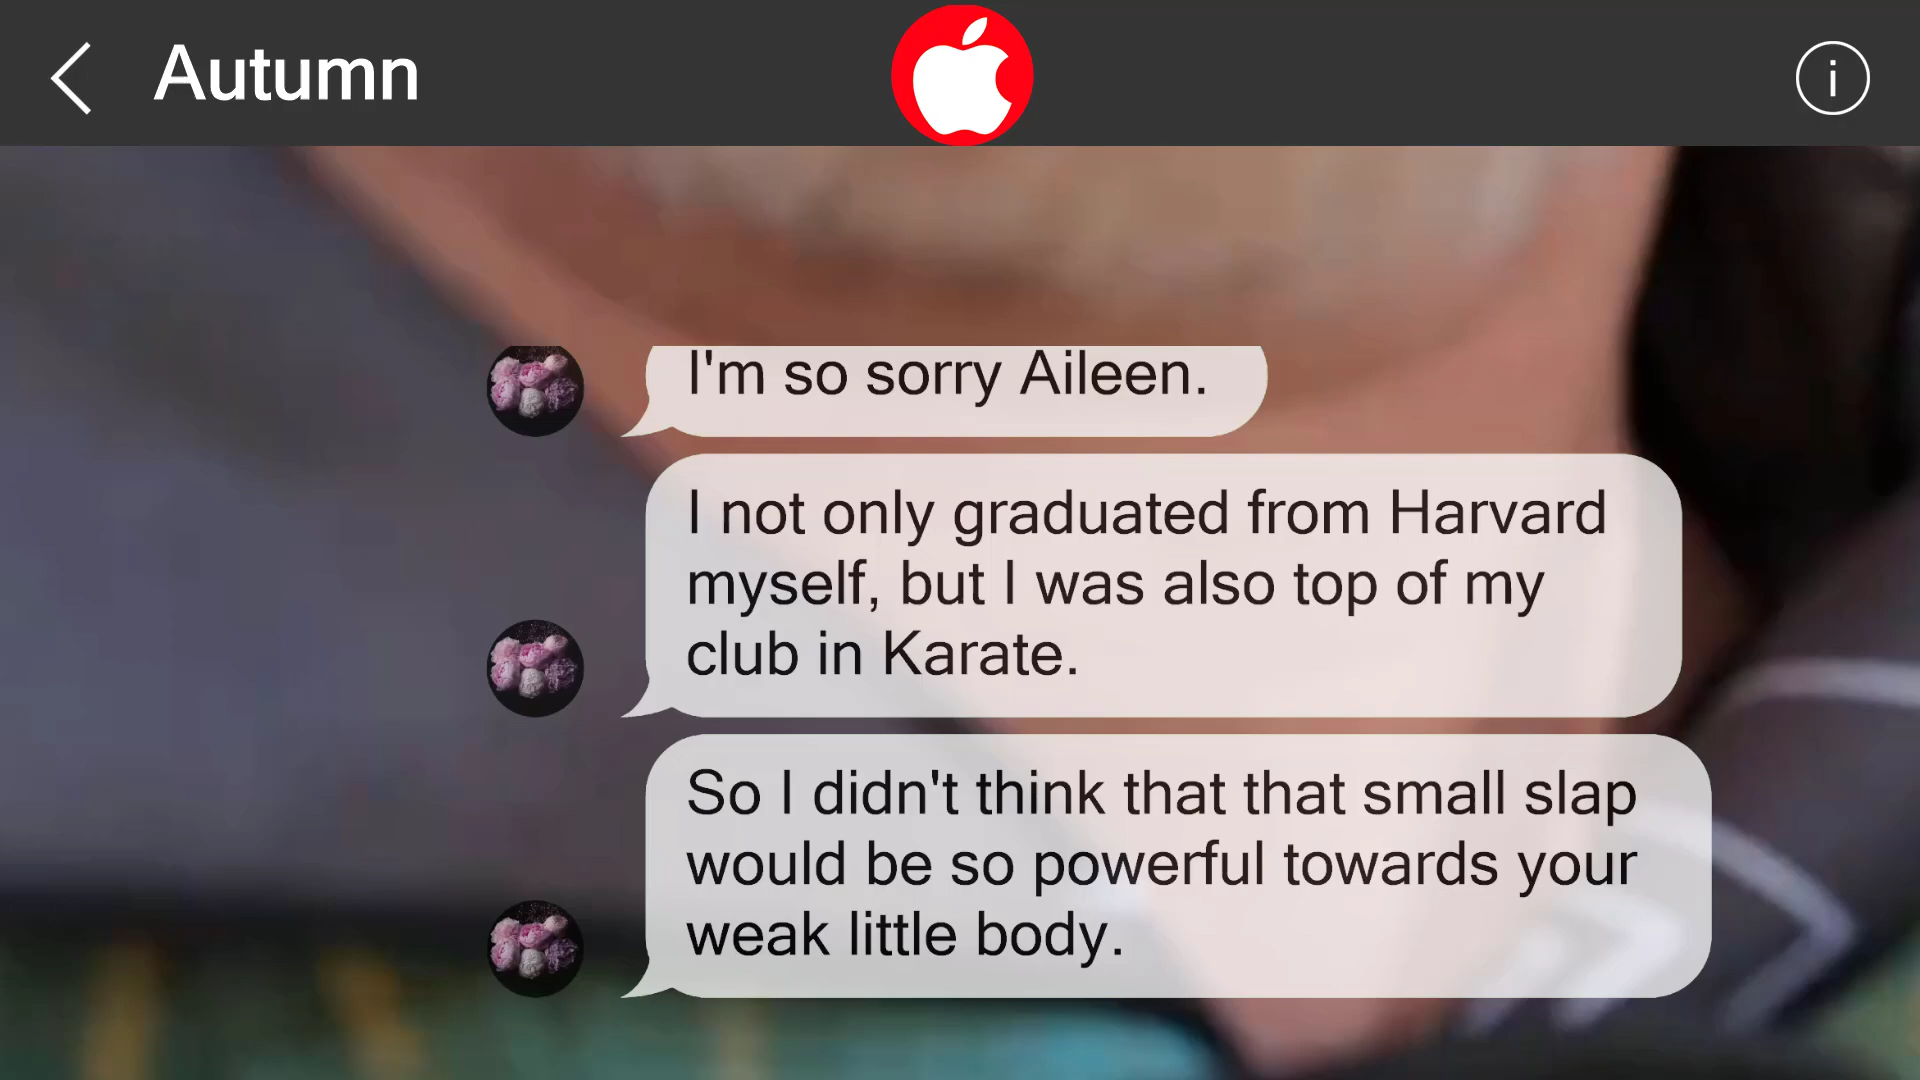 Autumn
i
I'm so sorry Aileen.
I not only graduated from Harvard
myself, but I was also top of my
club in Karate.
So I didn't think that that small slap
would be so powerful towards your
weak little body.